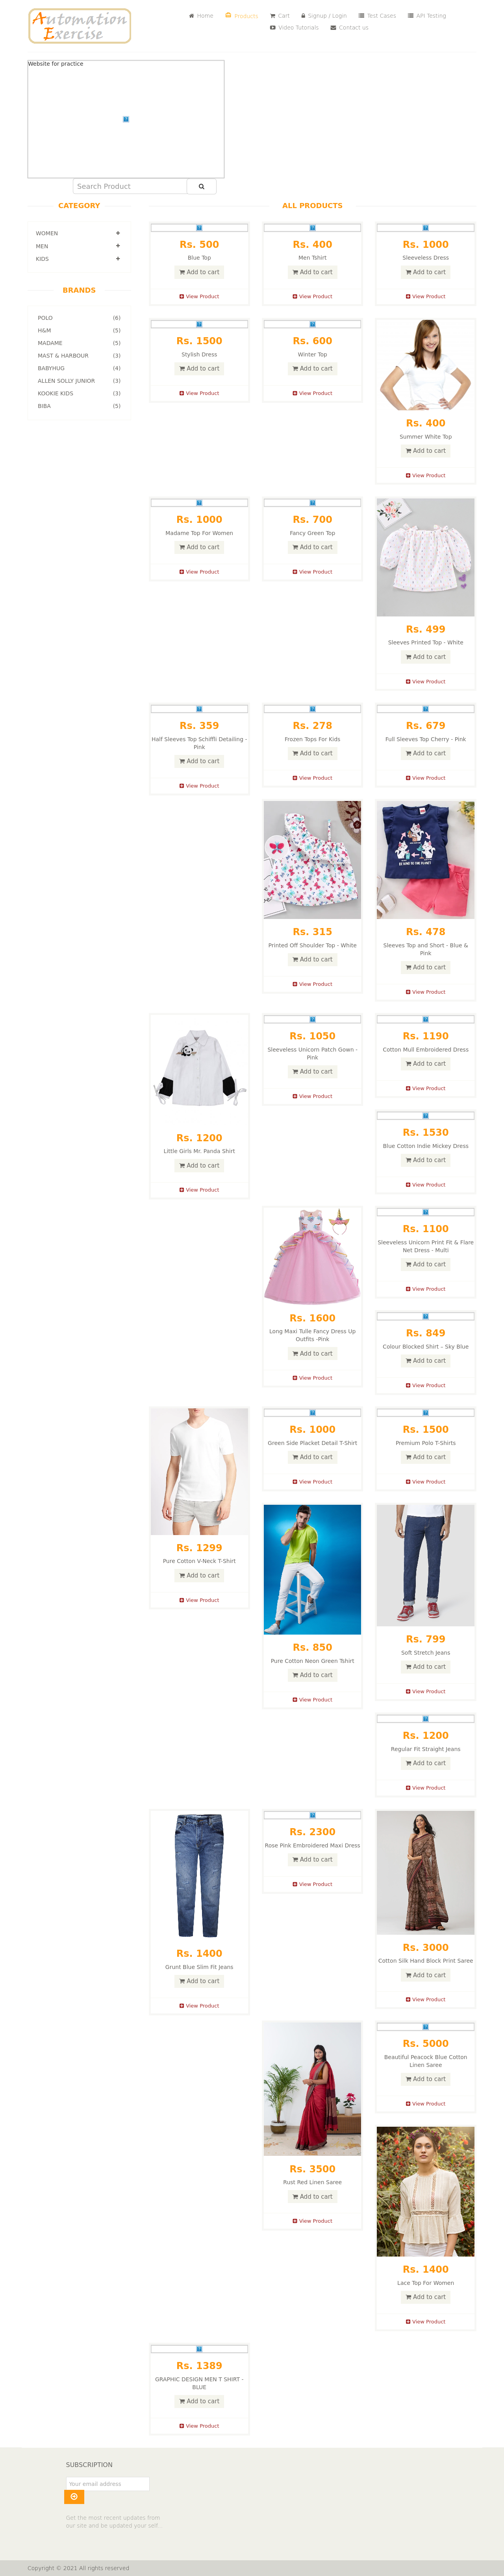 Automation
Exercise
Home
Products
Cart
Signup / Login
Test Cases
API Testing
Video Tutorials
Contact us
Website for practice
Search Product
CATEGORY
WOMEN
MEN
KIDS
BRANDS
POLO (6)
H&M (5)
MADAME (5)
MAST & HARBOUR (3)
BABYHUG (4)
ALLEN SOLLY JUNIOR (3)
KOOKIE KIDS (3)
BIBA (5)
ALL PRODUCTS
Rs. 500
Blue Top
Add to cart
View Product
Rs. 400
Men Tshirt
Add to cart
View Product
Rs. 1000
Sleeveless Dress
Add to cart
View Product
Rs. 1500
Stylish Dress
Add to cart
View Product
Rs. 600
Winter Top
Add to cart
View Product
Rs. 400
Summer White Top
Add to cart
View Product
Rs. 1000
Madame Top For Women
Add to cart
View Product
Rs. 700
Fancy Green Top
Add to cart
View Product
Rs. 499
Sleeves Printed Top - White
Add to cart
View Product
Rs. 359
Half Sleeves Top Schiffli Detailing -
Pink
Add to cart
View Product
Rs. 278
Frozen Tops For Kids
Add to cart
View Product
Rs. 679
Full Sleeves Top Cherry - Pink
Add to cart
View Product
Rs. 315
Printed Off Shoulder Top - White
Add to cart
View Product
Rs. 478
Sleeves Top and Short - Blue &
Pink
Add to cart
View Product
Rs. 1200
Little Girls Mr. Panda Shirt
Add to cart
View Product
Rs. 1050
Sleeveless Unicorn Patch Gown -
Pink
Add to cart
View Product
Rs. 1190
Cotton Mull Embroidered Dress
Add to cart
View Product
Rs. 1530
Blue Cotton Indie Mickey Dress
Add to cart
View Product
Rs. 1600
Long Maxi Tulle Fancy Dress Up
Outfits -Pink
Add to cart
View Product
Rs. 1100
Sleeveless Unicorn Print Fit & Flare
Net Dress - Multi
Add to cart
View Product
Rs. 849
Colour Blocked Shirt – Sky Blue
Add to cart
View Product
Rs. 1299
Pure Cotton V-Neck T-Shirt
Add to cart
View Product
Rs. 1000
Green Side Placket Detail T-Shirt
Add to cart
View Product
Rs. 1500
Premium Polo T-Shirts
Add to cart
View Product
Rs. 850
Pure Cotton Neon Green Tshirt
Add to cart
View Product
Rs. 799
Soft Stretch Jeans
Add to cart
View Product
Rs. 1200
Regular Fit Straight Jeans
Add to cart
View Product
Rs. 1400
Grunt Blue Slim Fit Jeans
Add to cart
View Product
Rs. 2300
Rose Pink Embroidered Maxi Dress
Add to cart
View Product
Rs. 3000
Cotton Silk Hand Block Print Saree
Add to cart
View Product
Rs. 3500
Rust Red Linen Saree
Add to cart
View Product
Rs. 5000
Beautiful Peacock Blue Cotton
Linen Saree
Add to cart
View Product
Rs. 1400
Lace Top For Women
Add to cart
View Product
Rs. 1389
GRAPHIC DESIGN MEN T SHIRT -
BLUE
Add to cart
View Product
SUBSCRIPTION
Your email address
Get the most recent updates from
our site and be updated your self.
Copyright © 2021 All rights reserved